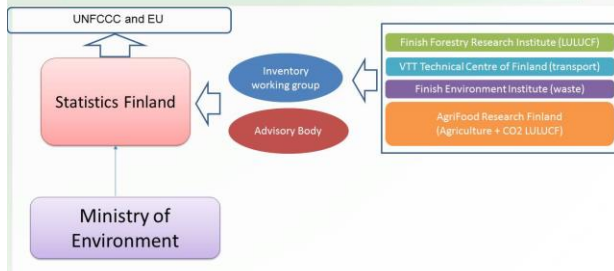 UNFCCC and EU
Statistics Finland
Ministry of
Environment
Inventory
working group
Advisory Body
Finish Forestry Research Institute (LULUCF)
VTT Technical Centre of Finland (transport)
Finish Environment Institute (waste)
AgriFood Research Finland
(Agriculture + CO2 LULUCF)